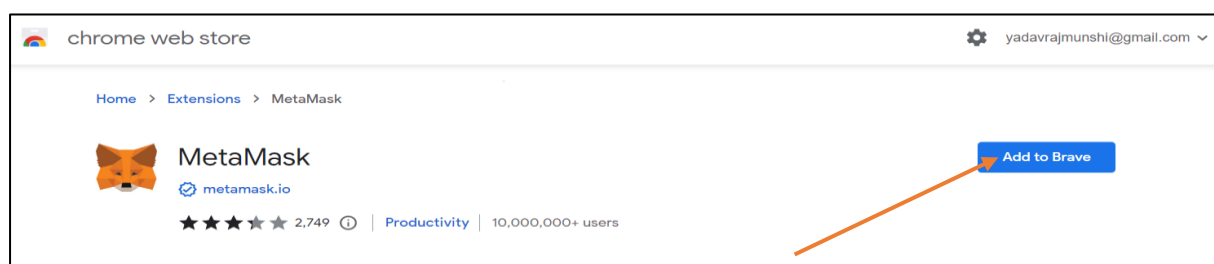 chrome web store yadavrajmunshi@gmail.com
Home > Extensions > MetaMask
MetaMask
Add to Brave
metamask.io
2,749 Productivity 10,000,000+ users